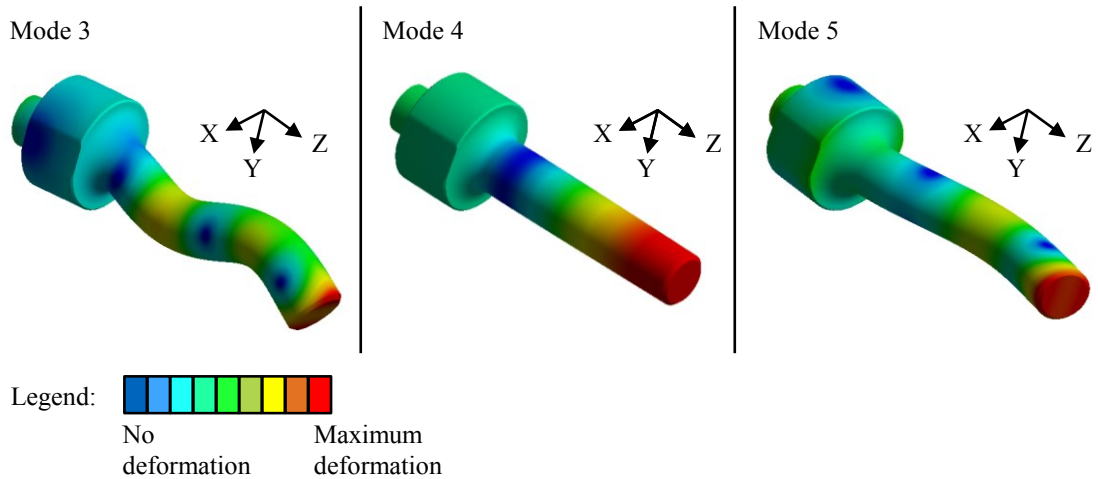 Mode 3
Mode 4
Mode 5
X
Y
Z
X
Y
Z
X
Y
Z
Legend:
No
deformation
Maximum
deformation